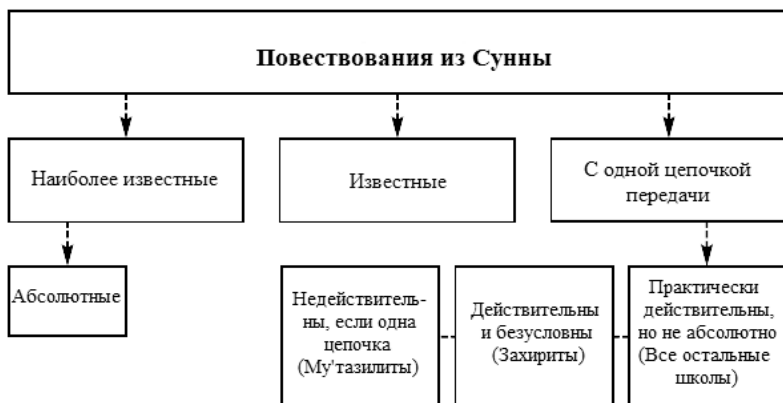 Повествования из Сунны
Наиболее известные
Известные
С одной цепочкой
передачи
Абсолютные
Недействитель-
ны, если одна
цепочка
(Му'тазилиты)
Действительны
и безусловны
(Захириты)
Практически
действительны,
но не абсолютно
(Все остальные
школы)